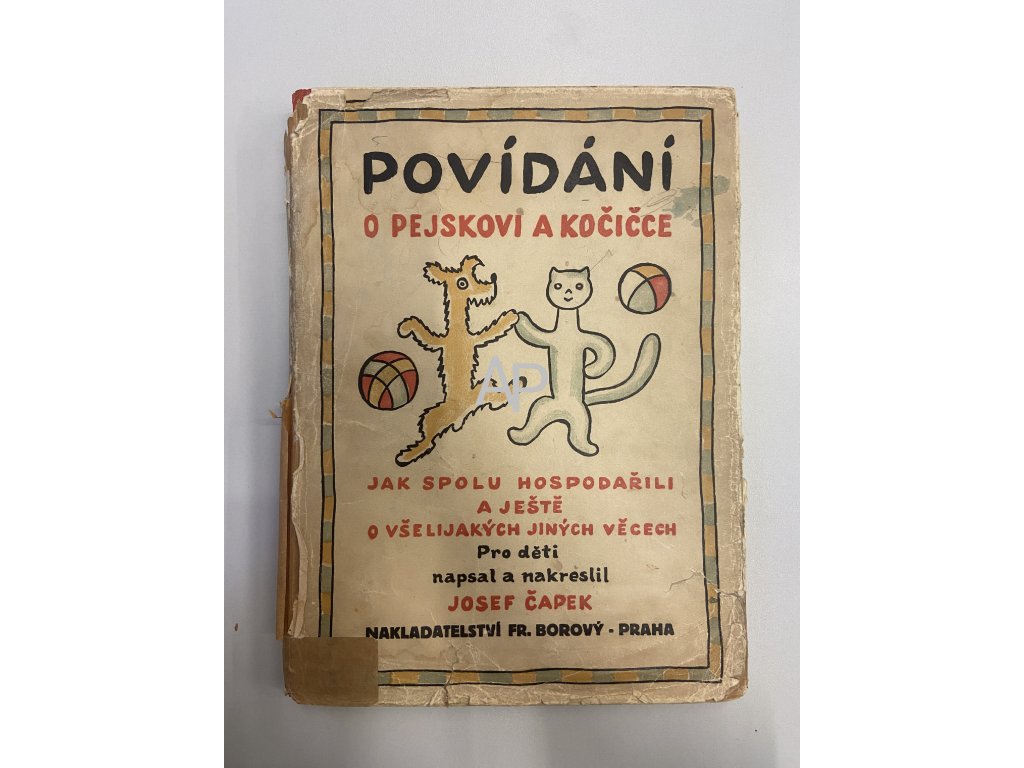 POVÍDÁNÍ
O PEJSKOVI A KOČIČCE
AP
JAK SPOLU HOSPODAŘILI
A JEŠTĚ
O VŠELIJAKÝCH JINÝCH VĚCECH
Pro děti
napsal a nakreslil
JOSEF ČAPEK
NAKLADATELSTVÍ FR. BOROVÝ - PRAHA